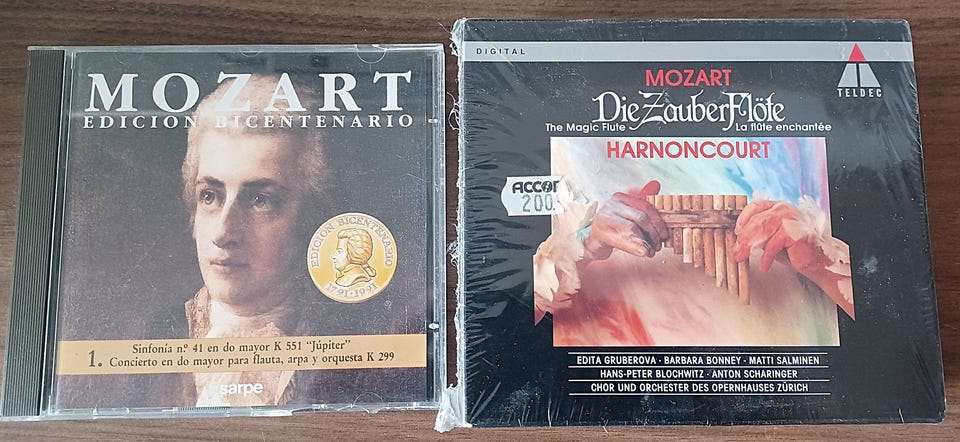 MOZART
EDICION BICENTENARIO
EDICION BICENTENARIO
1791-1991
1. Sinfonía n.º 41 en do mayor K 551 "Júpiter"
Concierto en do mayor para flauta, arpa y orquesta K 299
sarpe
DIGITAL
TELDEC
MOZART
Die ZauberFlöte
The Magic Flute La flûte enchantée
HARNONCOURT
200
EDITA GRUBEROVA · BARBARA BONNEY · MATTI SALMINEN
HANS-PETER BLOCHWITZ · ANTON SCHARINGER
CHOR UND ORCHESTER DES OPERNHAUSES ZÜRICH